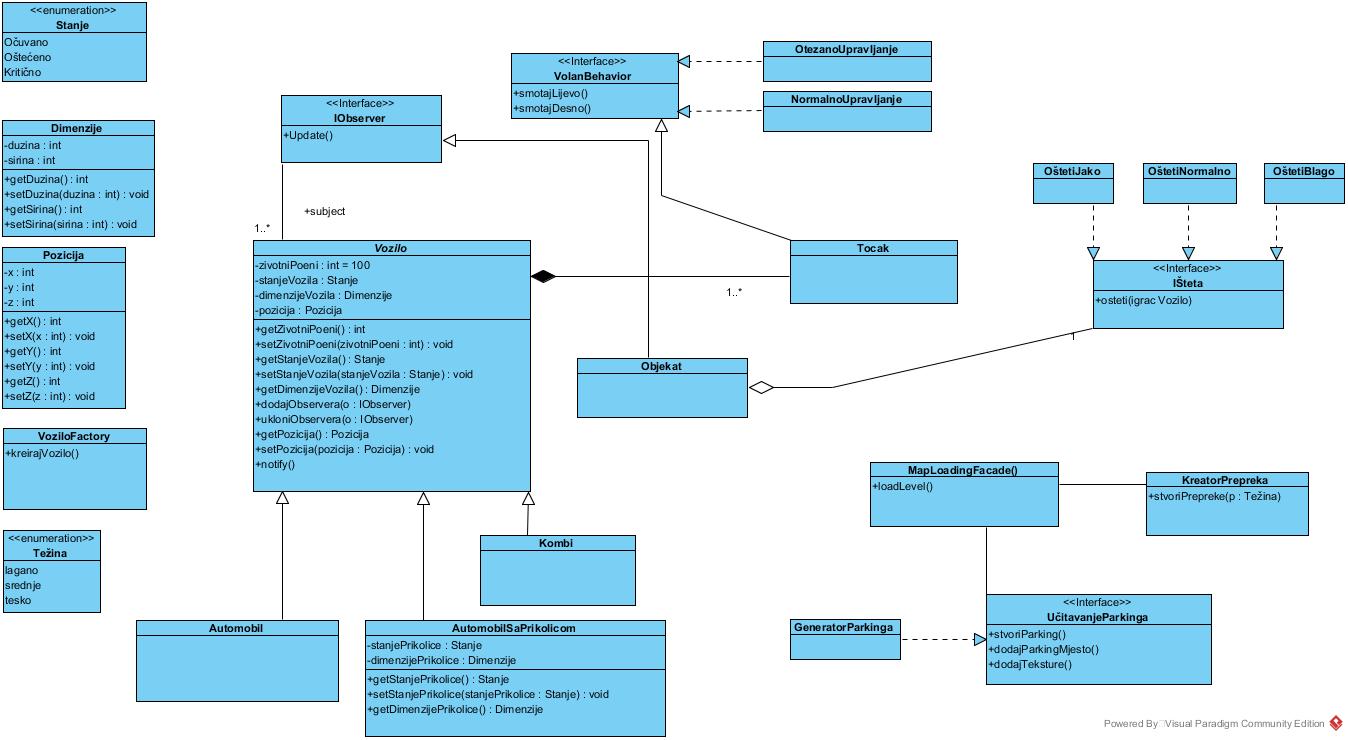 <<enumeration>>
Stanje
Očuvano
Oštećeno
Kritično
Dimenzije
-duzina : int
-sirina : int
+getDuzina() : int
+setDuzina(duzina : int) : void
+getSirina() : int
+setSirina(sirina : int) : void
Pozicija
-x : int
-y : int
-z : int
+getX() : int
+setX(x : int) : void
+getY() : int
+setY(y : int) : void
+getZ() : int
+setZ(z : int) : void
VoziloFactory
+kreirajVozilo()
<<enumeration>>
Težina
lagano
srednje
tesko
<<Interface>>
IObserver
+Update()
+subject
1..*
Vozilo
-zivotniPoeni : int = 100
-stanjeVozila : Stanje
-dimenzijeVozila : Dimenzije
-pozicija : Pozicija
+getZivotniPoeni() : int
+setZivotniPoeni(zivotniPoeni : int) : void
+getStanjeVozila() : Stanje
+setStanjeVozila(stanjeVozila : Stanje) : void
+getDimenzijeVozila() : Dimenzije
+dodajObservera(o : IObserver)
+ukloniObservera(o : IObserver)
+getPozicija() : Pozicija
+setPozicija(pozicija : Pozicija) : void
+notify()
Automobil
AutomobilSaPrikolicom
-stanjePrikolice : Stanje
-dimenzijePrikolice : Dimenzije
+getStanjePrikolice() : Stanje
+setStanjePrikolice(stanjePrikolice : Stanje) : void
+getDimenzijePrikolice() : Dimenzije
Kombi
<<Interface>>
VolanBehavior
+smotajLijevo()
+smotajDesno()
OtezanoUpravljanje
NormalnoUpravljanje
Tocak
1..*
Objekat
OštetiJako
OštetiNormalno
OštetiBlago
<<Interface>>
IŠteta
+osteti(igrac Vozilo)
1
MapLoadingFacade()
+loadLevel()
KreatorPrepreka
+stvoriPrepreke(p : Težina)
GeneratorParkinga
<<Interface>>
UčitavanjeParkinga
+stvoriParking()
+dodajParkingMjesto()
+dodajTeksture()
Powered By Visual Paradigm Community Edition